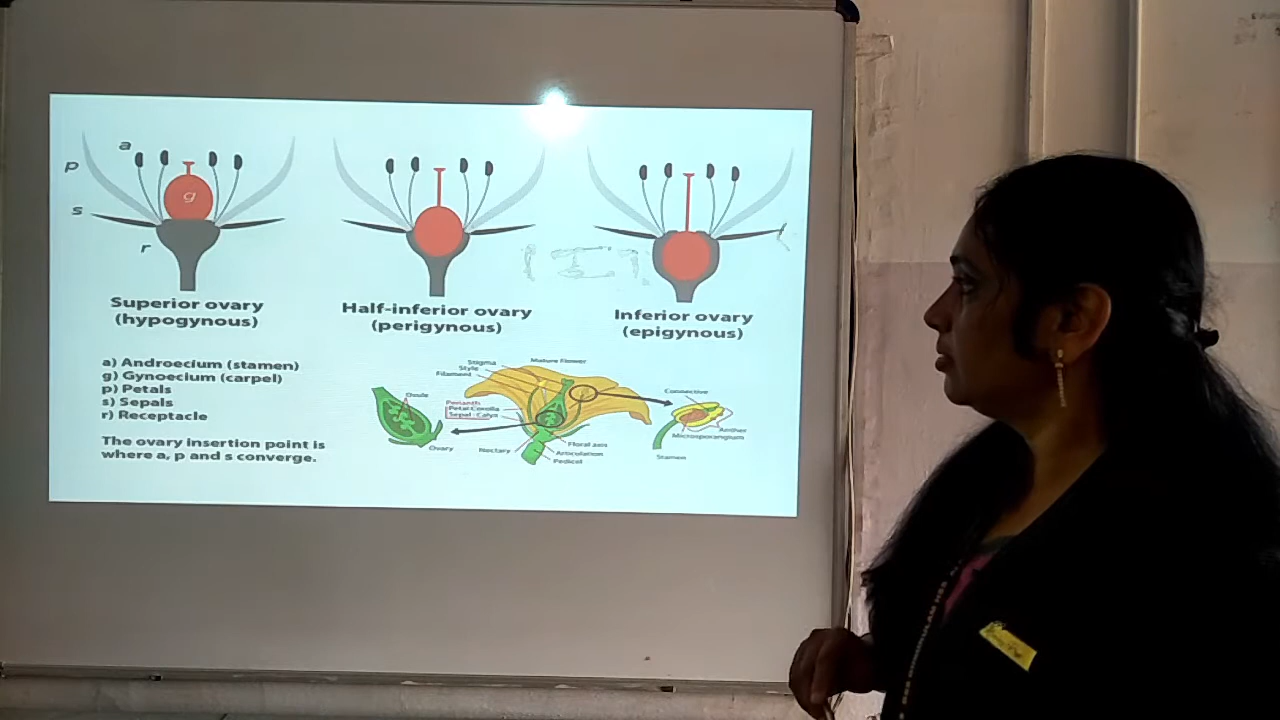 a
p
g
s
r
Superior ovary
(hypogynous)
Half-inferior ovary
(perigynous)
Inferior ovary
(epigynous)
a) Androecium (stamen)
g) Gynoecium (carpel)
p) Petals
s) Sepals
r) Receptacle
The ovary insertion point is
where a, p and s converge.
Mature Flower
Stigma
Style
Filament
Ovule
Perianth
Petal: Corolla
Sepal: Calyx
Connective
Anther
Microsporangium
Ovary
Nectary
Floral axis
Articulation
Pedicel
Stamen